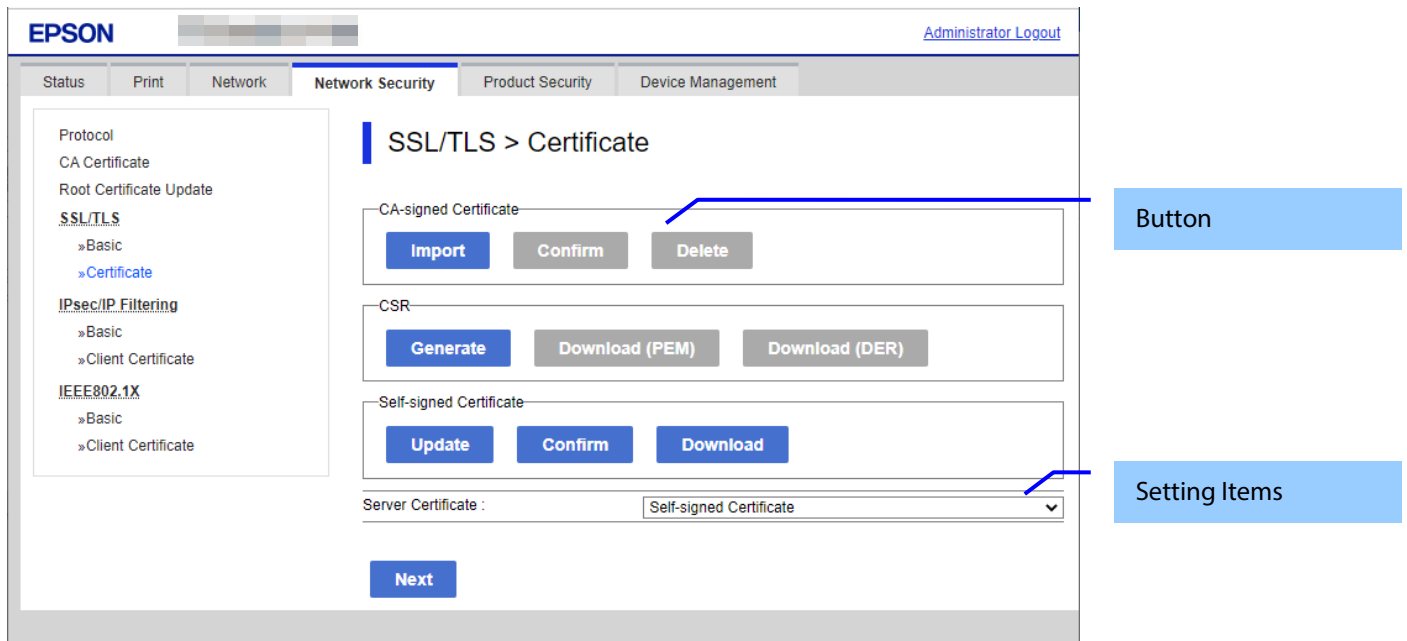 EPSON
Administrator Logout
Status Print Network Network Security Product Security Device Management
Protocol
CA Certificate
Root Certificate Update
SSL/TLS
»Basic
»Certificate
IPsec/IP Filtering
»Basic
»Client Certificate
IEEE802.1X
»Basic
»Client Certificate
SSL/TLS > Certificate
CA-signed Certificate
Import Confirm Delete
CSR
Generate Download (PEM) Download (DER)
Self-signed Certificate
Update Confirm Download
Server Certificate : Self-signed Certificate
Next
Button
Setting Items